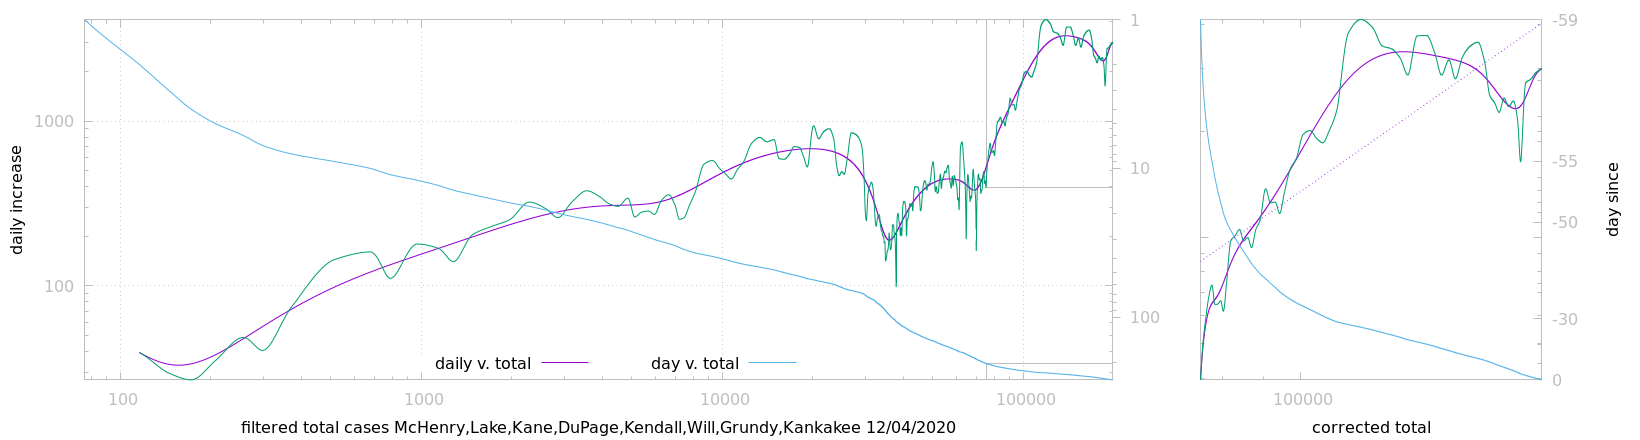 1
-59
1000
10
-55
-50
daily increase
day since
100
100
-30
daily v. total
day v. total
0
100
1000
10000
100000
100000
filtered total cases McHenry,Lake,Kane,DuPage,Kendall,Will,Grundy,Kankakee 12/04/2020
corrected total